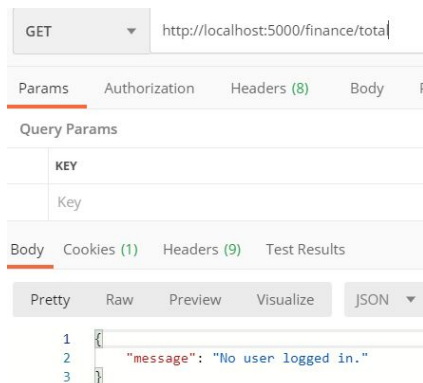 GET http://localhost:5000/finance/total
Params Authorization Headers (8) Body
Query Params
KEY
Key
Body Cookies (1) Headers (9) Test Results
Pretty Raw Preview Visualize JSON
1 {
2 "message": "No user logged in."
3 }